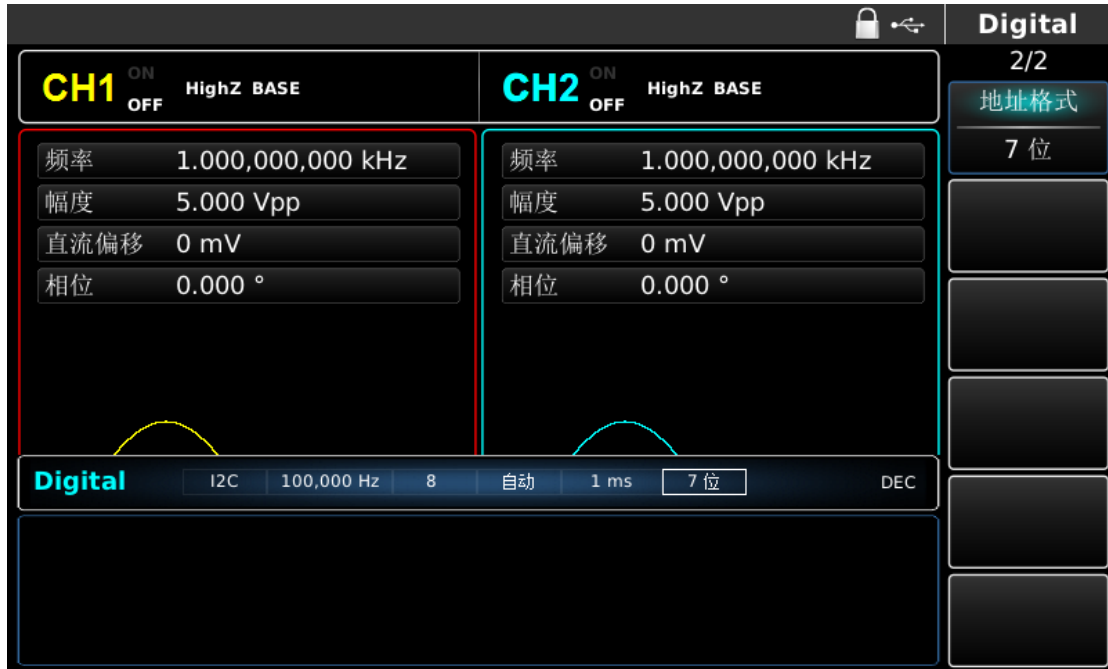 Digital
2/2
CH1 ON OFF HighZ BASE
CH2 ON OFF HighZ BASE
地址格式
7 位
频率 1.000,000,000 kHz
幅度 5.000 Vpp
直流偏移 0 mV
相位 0.000 °
频率 1.000,000,000 kHz
幅度 5.000 Vpp
直流偏移 0 mV
相位 0.000 °
Digital I2C 100,000 Hz 8 自动 1 ms 7 位 DEC